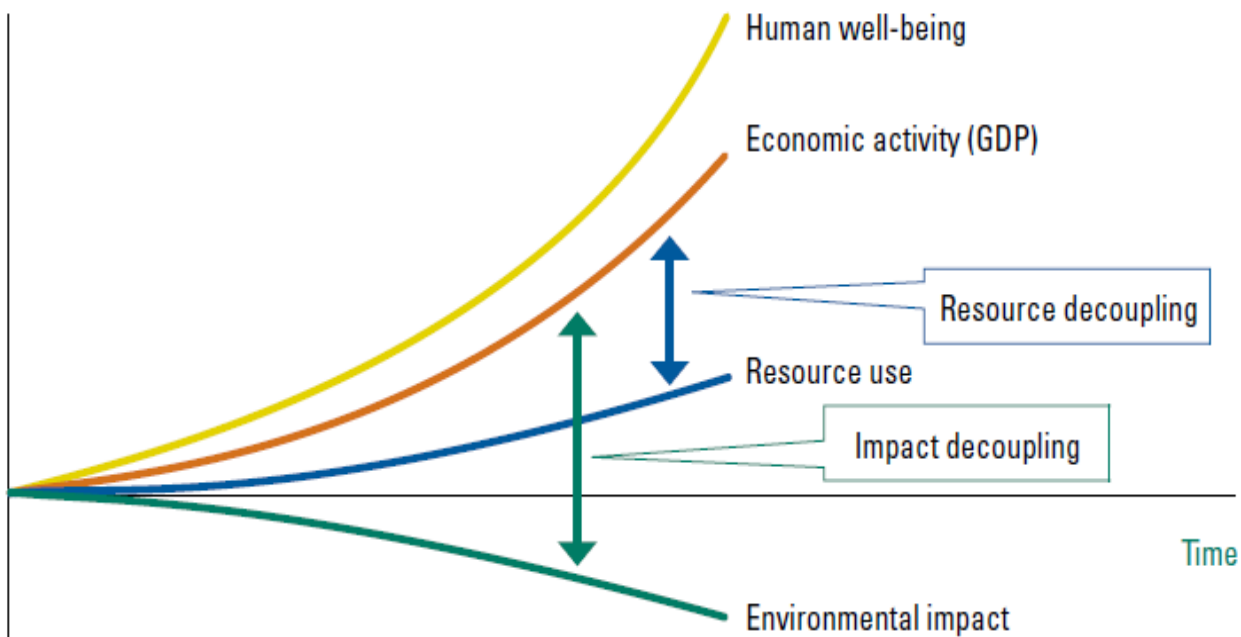 Human well-being
Economic activity (GDP)
Resource decoupling
Resource use
Impact decoupling
Time
Environmental impact